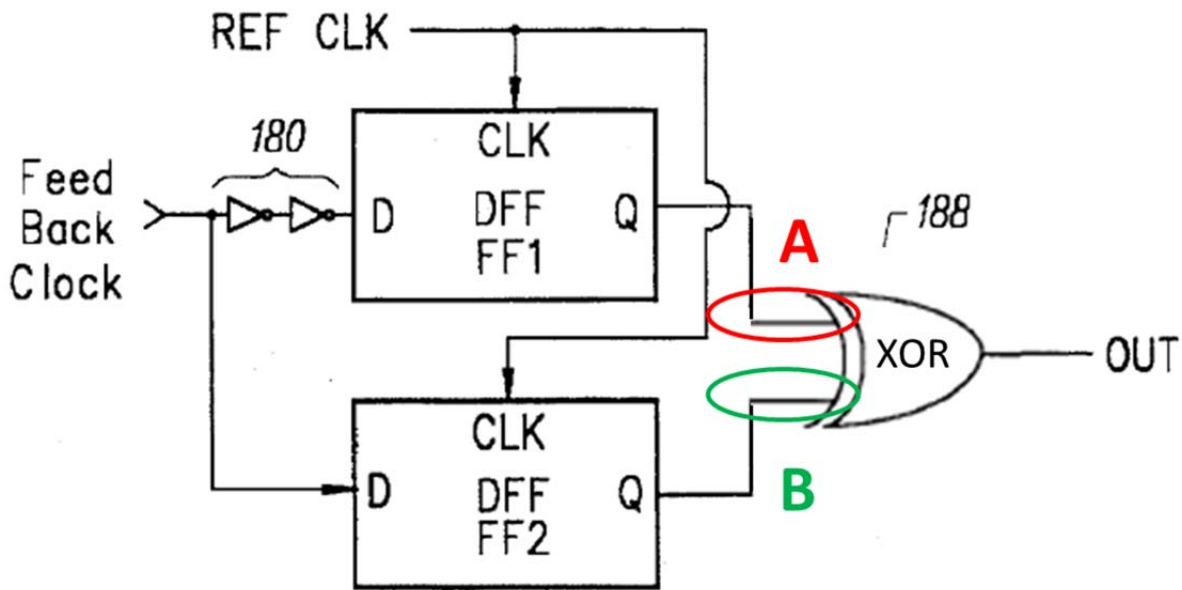 REF CLK
180
Feed
Back
Clock
CLK
D
DFF
Q
FF1
A
188
XOR
OUT
B
CLK
D
DFF
Q
FF2